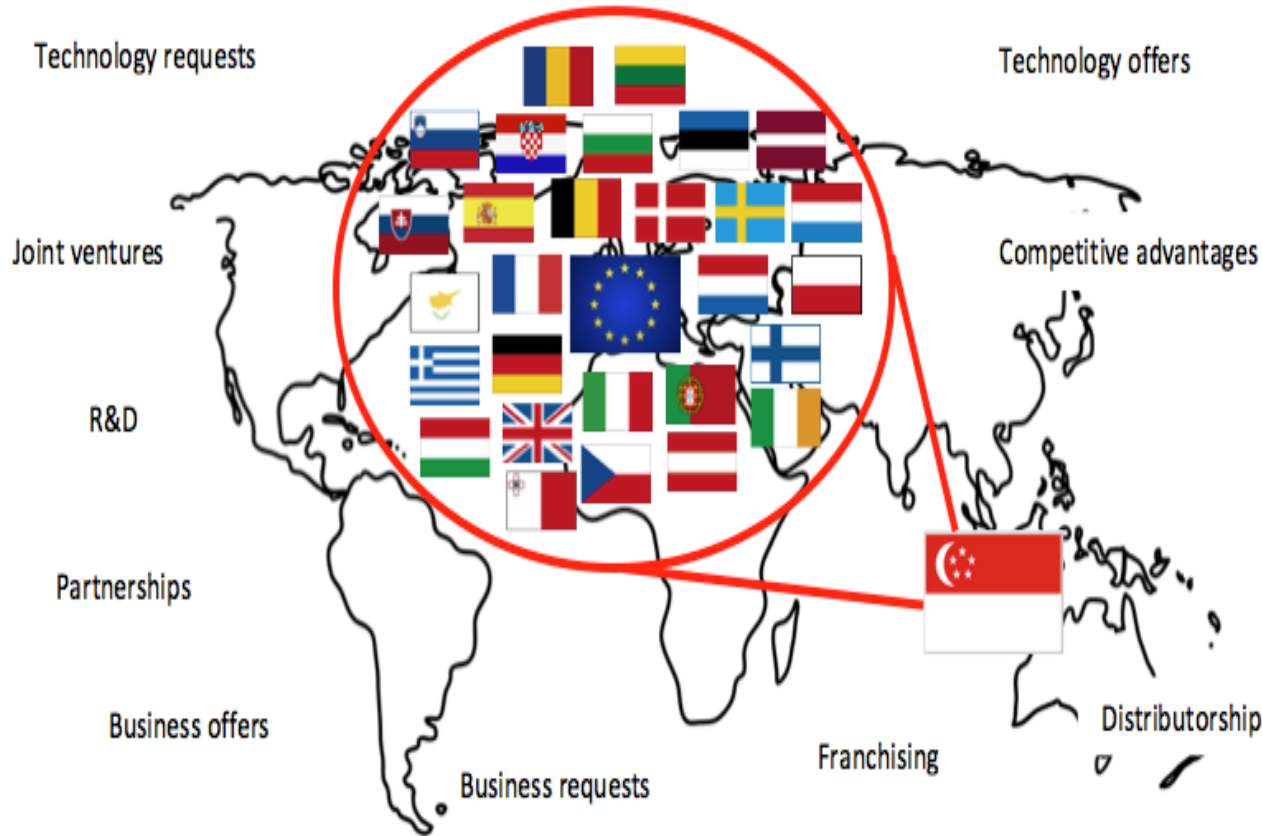 Technology requests
Technology offers
Joint ventures
Competitive advantages
R&D
Partnerships
Business offers
Distributorship
Franchising
Business requests